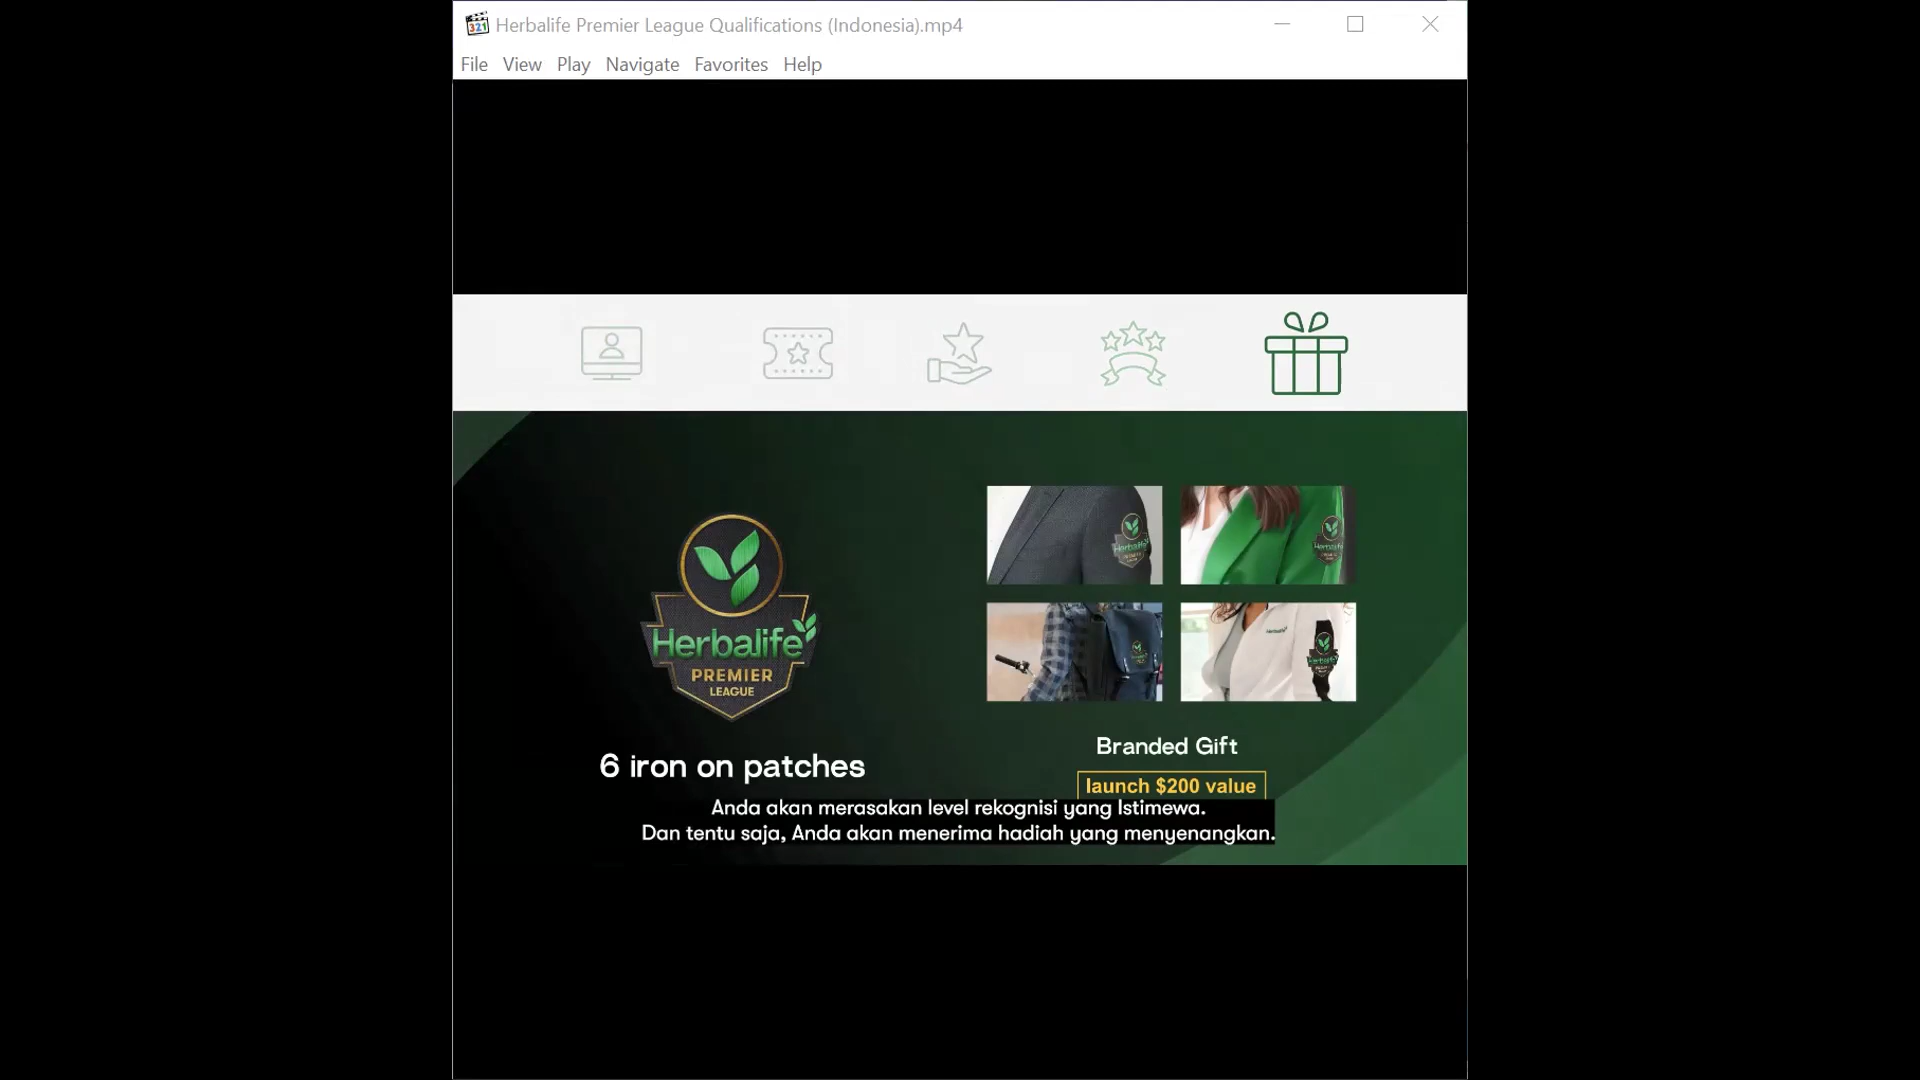 Herbalife Premier League Qualifications (Indonesia).mp4
File View Play Navigate Favorites Help
Herbalife
PREMIER
LEAGUE
6 iron on patches
Branded Gift
launch $200 value
Anda akan merasakan level rekognisi yang Istimewa.
Dan tentu saja, Anda akan menerima hadiah yang menyenangkan.